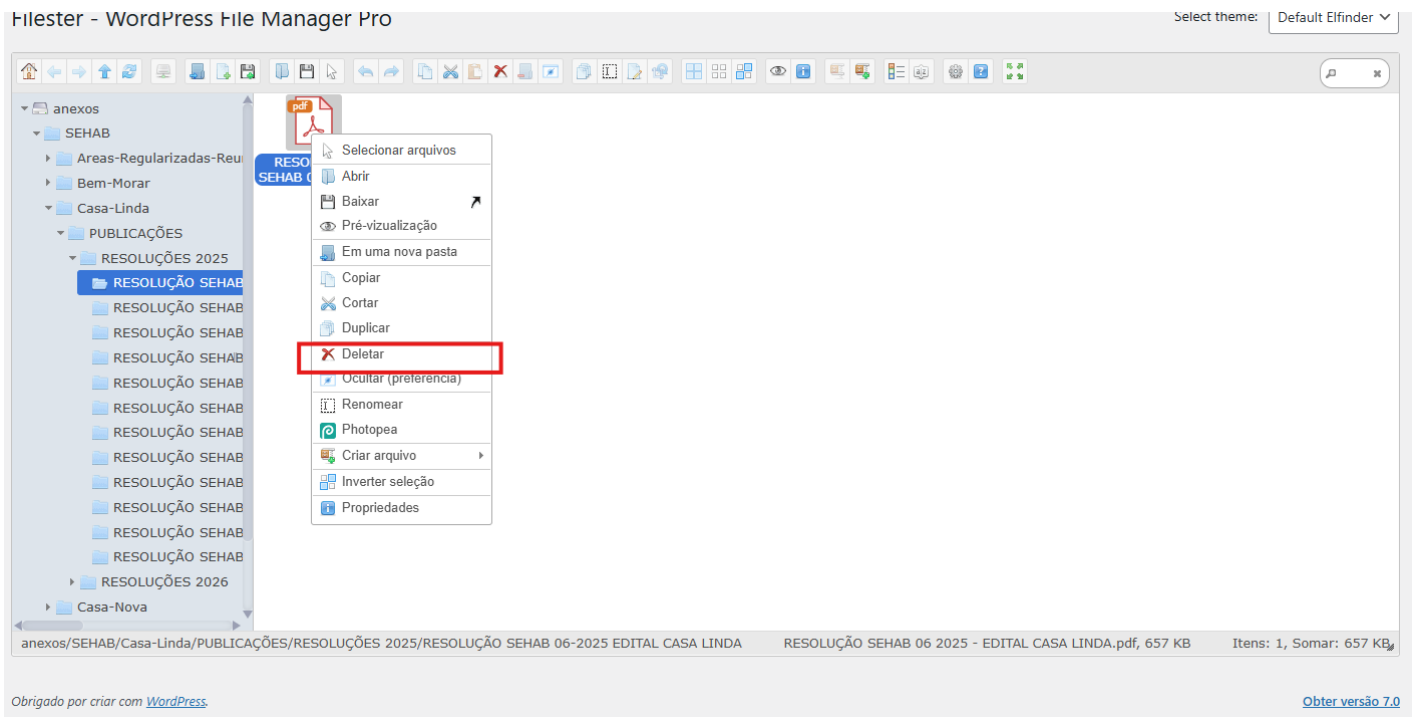 Filester - WordPress File Manager Pro
Select theme: Default Elfinder
anexos
SEHAB
Areas-Regularizadas-Reu
Bem-Morar
Casa-Linda
PUBLICAÇÕES
RESOLUÇÕES 2025
RESOLUÇÃO SEHAB
RESOLUÇÃO SEHAB
RESOLUÇÃO SEHAB
RESOLUÇÃO SEHAB
RESOLUÇÃO SEHAB
RESOLUÇÃO SEHAB
RESOLUÇÃO SEHAB
RESOLUÇÃO SEHAB
RESOLUÇÃO SEHAB
RESOLUÇÃO SEHAB
RESOLUÇÃO SEHAB
RESOLUÇÃO SEHAB
RESOLUÇÕES 2026
Casa-Nova
pdf
RESO
SEHAB
Selecionar arquivos
Abrir
Baixar
Pré-vizualização
Em uma nova pasta
Copiar
Cortar
Duplicar
Deletar
Ocultar (preferência)
Renomear
Photopea
Criar arquivo
Inverter seleção
Propriedades
anexos/SEHAB/Casa-Linda/PUBLICAÇÕES/RESOLUÇÕES 2025/RESOLUÇÃO SEHAB 06-2025 EDITAL CASA LINDA RESOLUÇÃO SEHAB 06 2025 - EDITAL CASA LINDA.pdf, 657 KB Itens: 1, Somar: 657 KB
Obrigado por criar com WordPress.
Obter versão 7.0